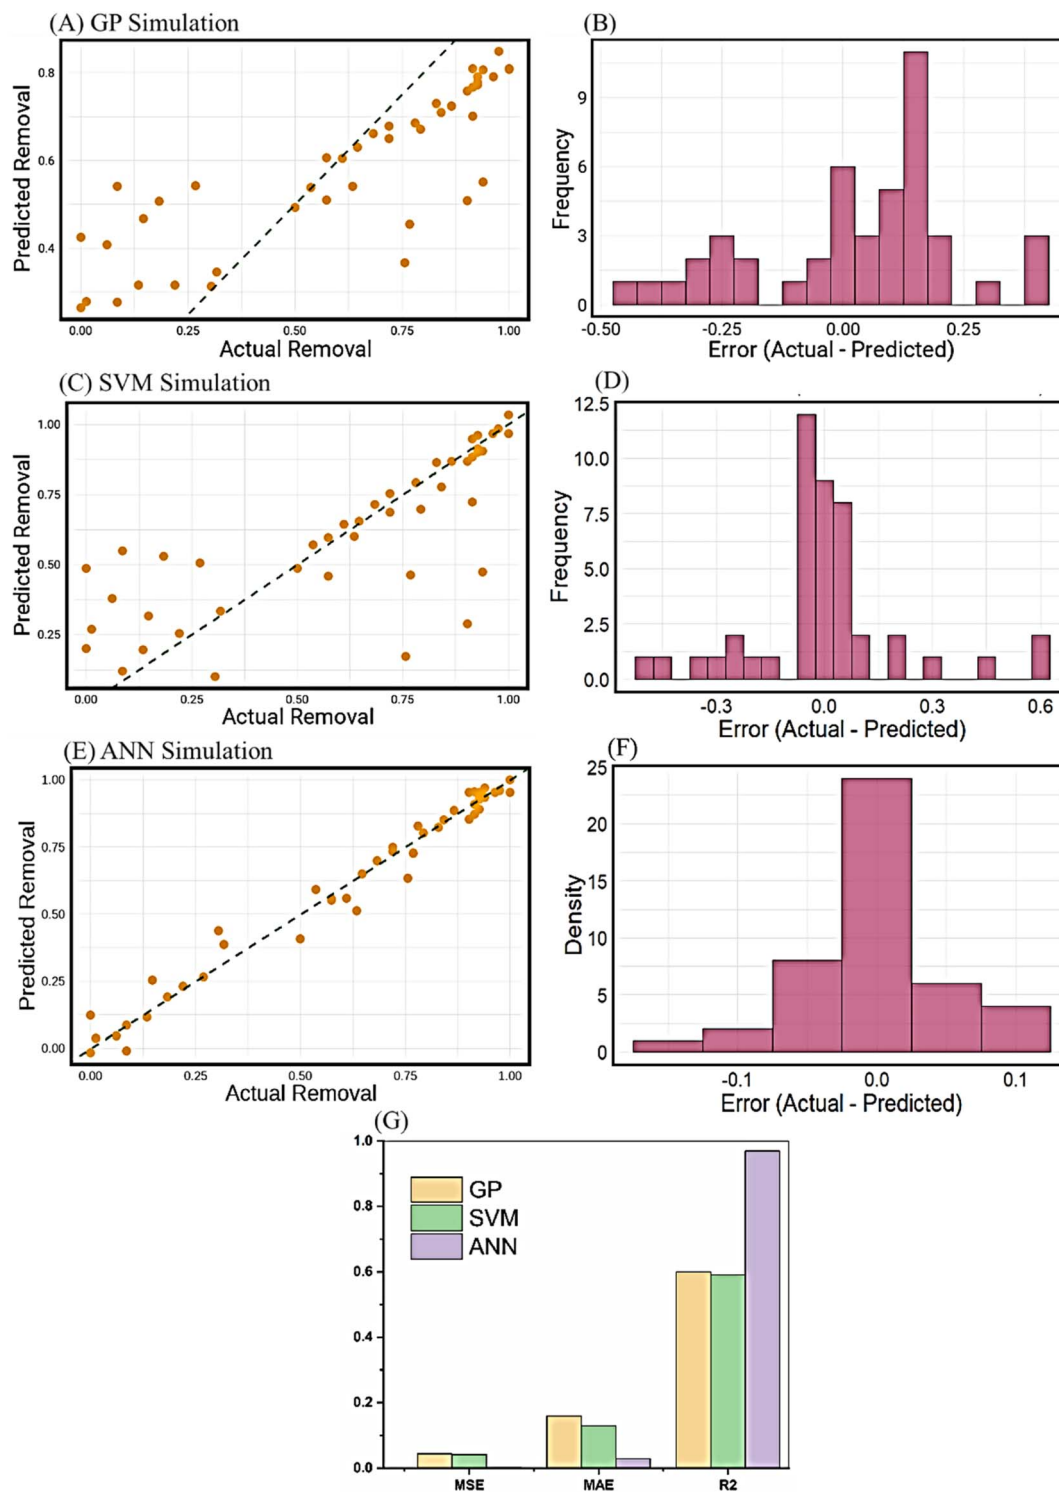 (A) GP Simulation
(B)
0.8
0.6
0.4
Predicted Removal
0.00 0.25 0.50 0.75 1.00
Actual Removal
9
6
3
0
Frequency
-0.50 -0.25 0.00 0.25
Error (Actual - Predicted)
(C) SVM Simulation
(D)
1.00
0.75
0.50
0.25
Predicted Removal
0.00 0.25 0.50 0.75 1.00
Actual Removal
12.5
10.0
7.5
5.0
2.5
0.0
Frequency
-0.3 0.0 0.3 0.6
Error (Actual - Predicted)
(E) ANN Simulation
(F)
1.00
0.75
0.50
0.25
0.00
Predicted Removal
0.00 0.25 0.50 0.75 1.00
Actual Removal
25
20
15
10
5
0
Density
-0.1 0.0 0.1
Error (Actual - Predicted)
(G)
1.0
0.8
0.6
0.4
0.2
0.0
GP
SVM
ANN
MSE MAE R2